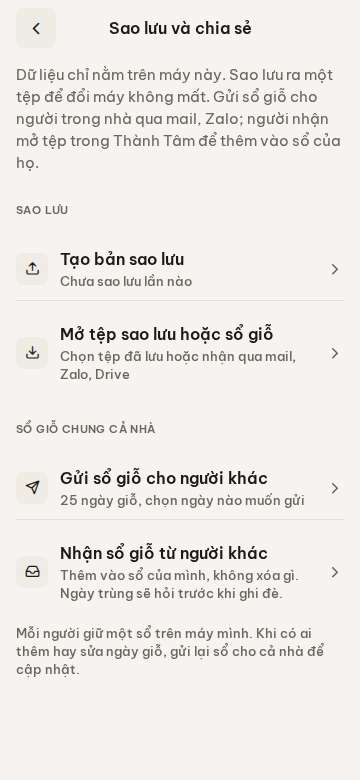 Sao lưu và chia sẻ
Dữ liệu chỉ nằm trên máy này. Sao lưu ra một
tệp để đổi máy không mất. Gửi sổ giỗ cho
người trong nhà qua mail, Zalo; người nhận
mở tệp trong Thành Tâm để thêm vào sổ của
họ.
SAO LƯU
Tạo bản sao lưu
Chưa sao lưu lần nào
Mở tệp sao lưu hoặc sổ giỗ
Chọn tệp đã lưu hoặc nhận qua mail,
Zalo, Drive
SỔ GIỖ CHUNG CẢ NHÀ
Gửi sổ giỗ cho người khác
25 ngày giỗ, chọn ngày nào muốn gửi
Nhận sổ giỗ từ người khác
Thêm vào sổ của mình, không xóa gì.
Ngày trùng sẽ hỏi trước khi ghi đè.
Mỗi người giữ một sổ trên máy mình. Khi có ai
thêm hay sửa ngày giỗ, gửi lại sổ cho cả nhà để
cập nhật.